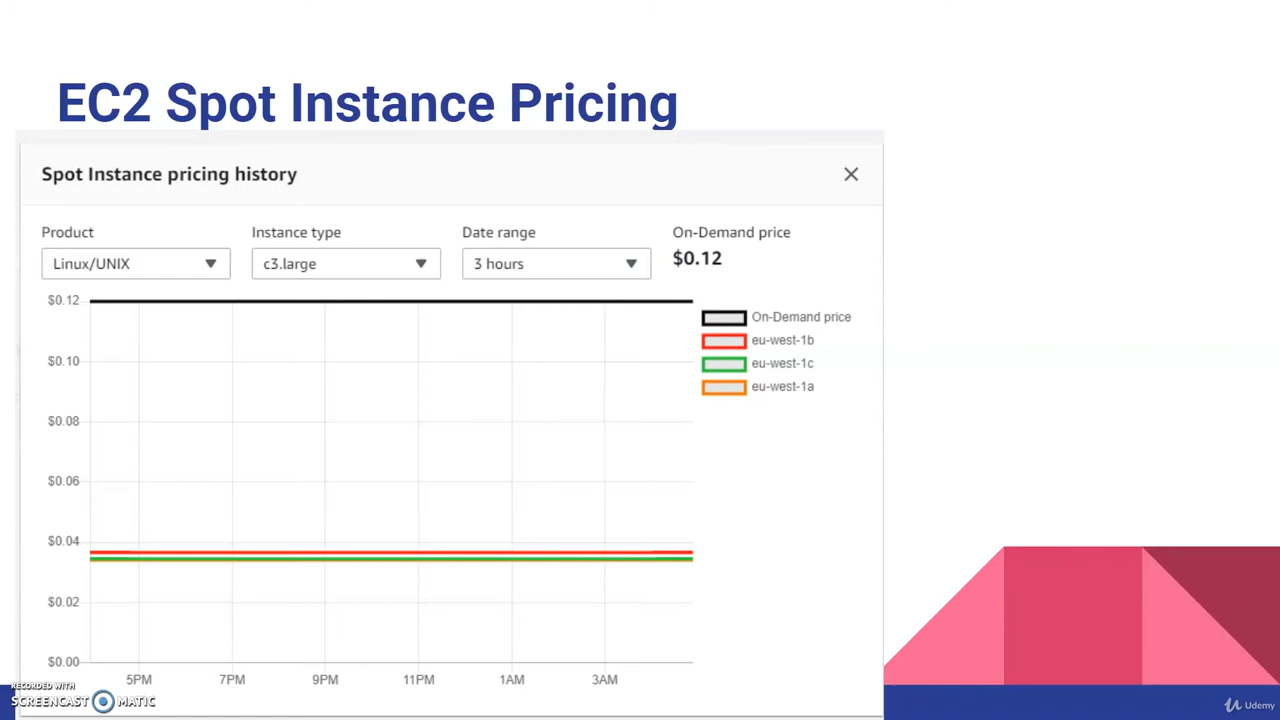 EC2 Spot Instance Pricing
Spot Instance pricing history
Product
Instance type
Date range
On-Demand price
Linux/UNIX
c3.large
3 hours
$0.12
$0.12
$0.10
$0.08
$0.06
$0.04
$0.02
$0.00
5PM
7PM
9PM
11PM
1AM
3AM
On-Demand price
eu-west-1b
eu-west-1c
eu-west-1a
RECORDED WITH
SCREENCAST MATIC
Udemy